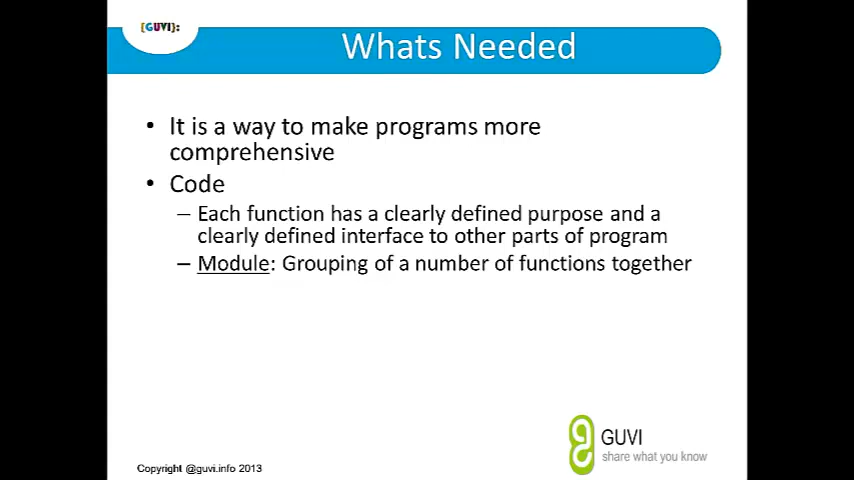 {GUVI}:
Whats Needed
• It is a way to make programs more
comprehensive
• Code
– Each function has a clearly defined purpose and a
clearly defined interface to other parts of program
– Module: Grouping of a number of functions together
GUVI
share what you know
Copyright @guvi.info 2013